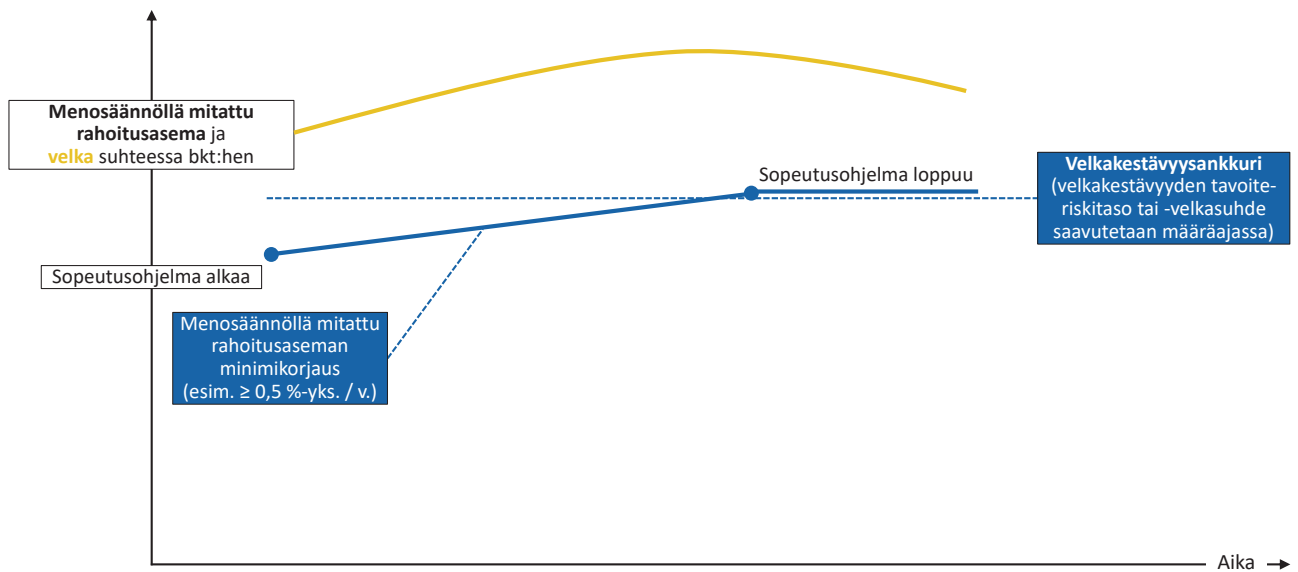 Menosäännöllä mitattu
rahoitusasema ja
velka suhteessa bkt:hen
Sopeutusohjelma loppuu
Velkakestävyysankkuri
(velkakestävyyden tavoite-
riskitaso tai -velkasuhde
saavutetaan määräajassa)
Sopeutusohjelma alkaa
Menosäännöllä mitattu
rahoitusaseman
minimikorjaus
(esim. ≥ 0,5 %-yks. / v.)
Aika